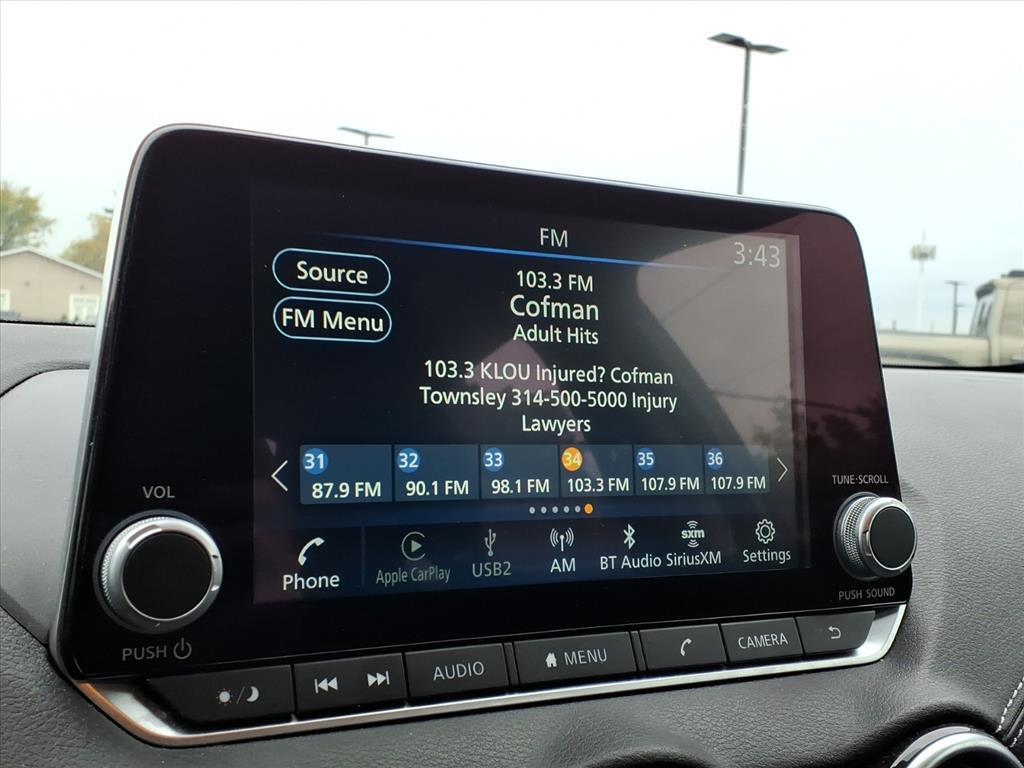 FM
3:43
Source
FM Menu
103.3 FM
Cofman
Adult Hits
103.3 KLOU Injured? Cofman
Townsley 314-500-5000 Injury
Lawyers
31 32 33 34 35 36
87.9 FM 90.1 FM 98.1 FM 103.3 FM 107.9 FM 107.9 FM
sxm
Phone Apple CarPlay USB2 AM BT Audio SiriusXM Settings
VOL
PUSH
TUNE·SCROLL
PUSH SOUND
AUDIO MENU CAMERA